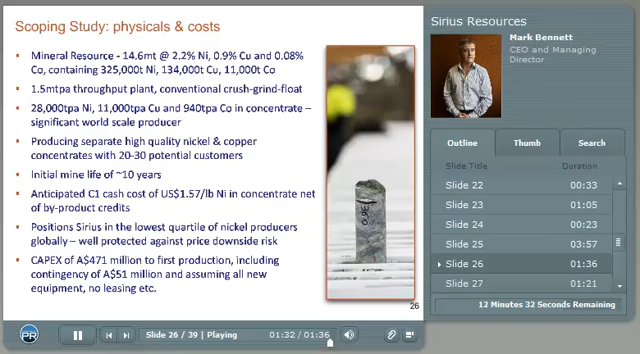 Scoping Study: physicals & costs
Mineral Resource - 14.6mt @ 2.2% Ni, 0.9% Cu and 0.08%
Co, containing 325,000t Ni, 134,000t Cu, 11,000t Co
1.5mtpa throughput plant, conventional crush-grind-float
28,000tpa Ni, 11,000tpa Cu and 940tpa Co in concentrate –
significant world scale producer
Producing separate high quality nickel & copper
concentrates with 20-30 potential customers
Initial mine life of ~10 years
Anticipated C1 cash cost of US$1.57/lb Ni in concentrate net
of by-product credits
Positions Sirius in the lowest quartile of nickel producers
globally – well protected against price downside risk
CAPEX of A$471 million to first production, including
contingency of A$51 million and assuming all new
equipment, no leasing etc.
26
Sirius Resources
Mark Bennett
CEO and Managing
Director
Outline Thumb Search
Slide Title Duration
Slide 22 00:33
Slide 23 01:05
Slide 24 00:23
Slide 25 03:57
Slide 26 01:36
Slide 27 01:21
12 Minutes 32 Seconds Remaining
PR Slide 26 / 39 | Playing 01:32 / 01:36